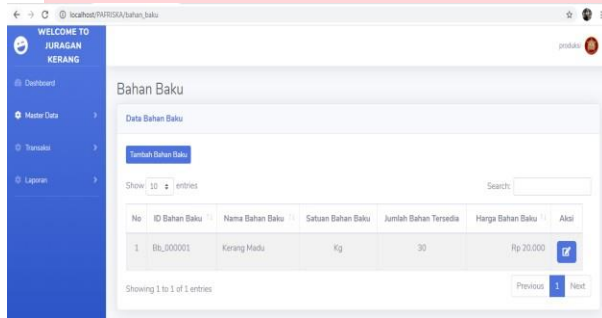 localhost/PAFRISKA/bahan_baku
WELCOME TO
JURAGAN
KERANG
produksi
Dashboard
Bahan Baku
Master Data
Data Bahan Baku
Transaksi
Tambah Bahan Baku
Laporan
Show 10 entries
Search:
No ID Bahan Baku Nama Bahan Baku Satuan Bahan Baku Jumlah Bahan Tersedia Harga Bahan Baku Aksi
1 Bb_000001 Kerang Madu Kg 30 Rp 20.000
Showing 1 to 1 of 1 entries
Previous 1 Next